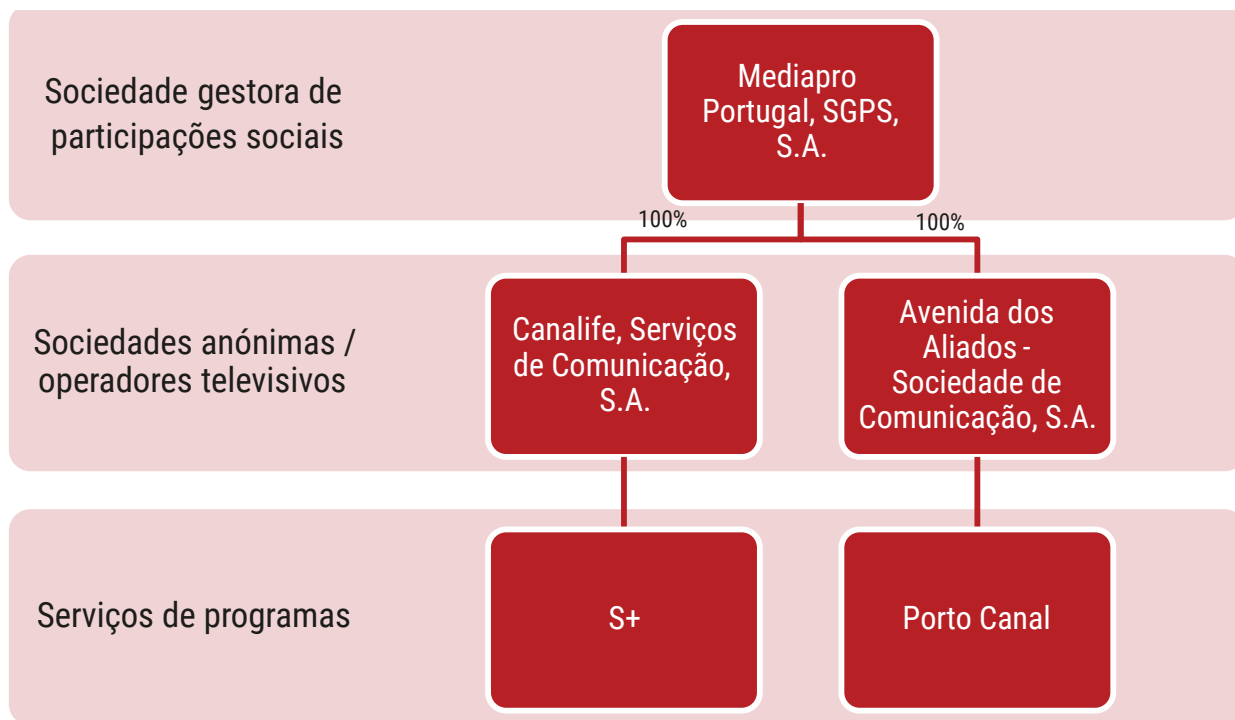 Sociedade gestora de
participações sociais
Mediapro
Portugal, SGPS,
S.A.
100%
100%
Sociedades anónimas /
operadores televisivos
Canalife, Serviços
de Comunicação,
S.A.
Avenida dos
Aliados -
Sociedade de
Comunicação, S.A.
Serviços de programas
S+
Porto Canal